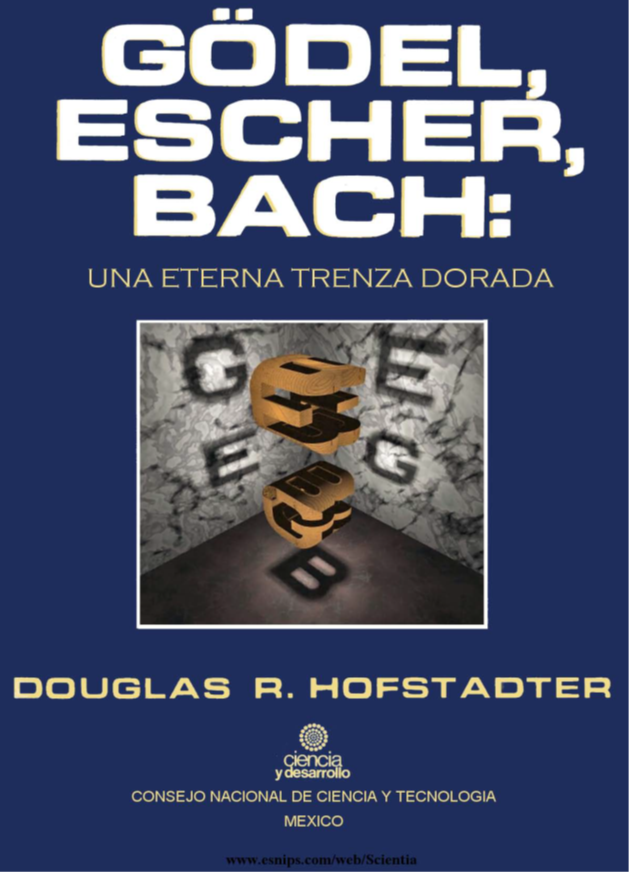 GÖDEL,
ESCHER,
BACH:
UNA ETERNA TRENZA DORADA
G E
E G
B
DOUGLAS R. HOFSTADTER
ciencia
y desarrollo
CONSEJO NACIONAL DE CIENCIA Y TECNOLOGIA
MEXICO
www.esnips.com/web/Scientia